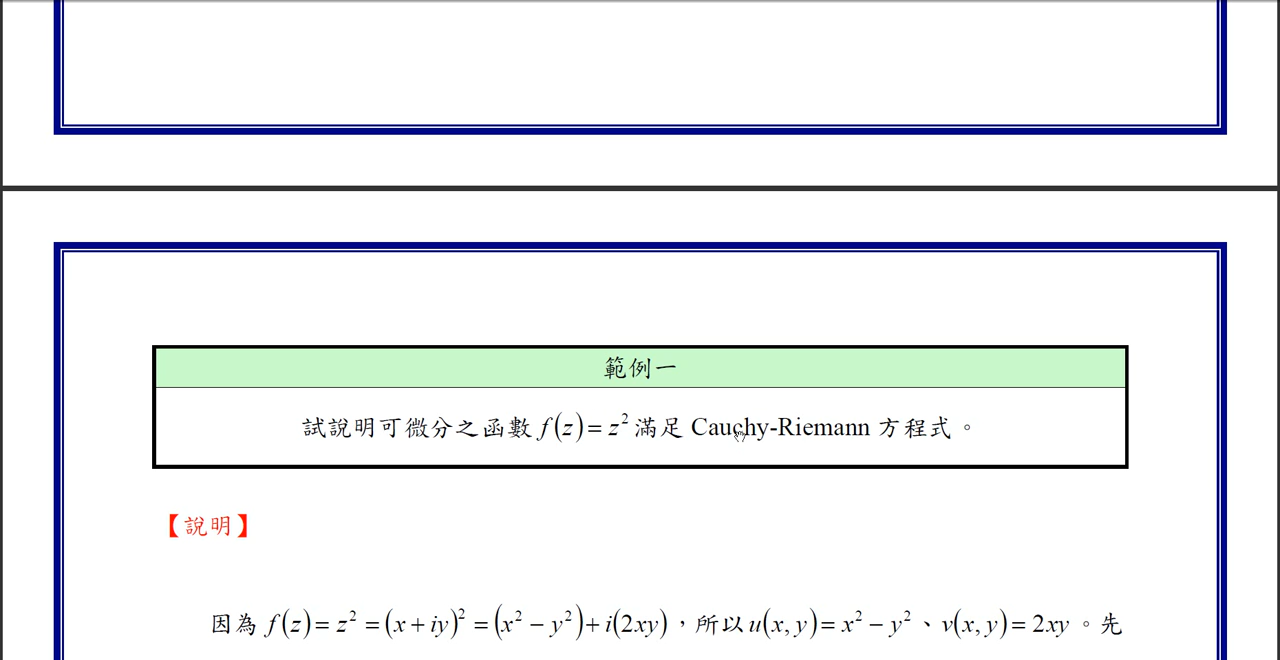 範例一
試說明可微分之函數 f(z)= z² 滿足 Cauchy-Riemann 方程式。
【說明】
因為 f(z)= z² = (x + iy)² = (x² − y²)+ i(2xy),所以 u(x, y)= x² − y² 、v(x, y)= 2xy 。先